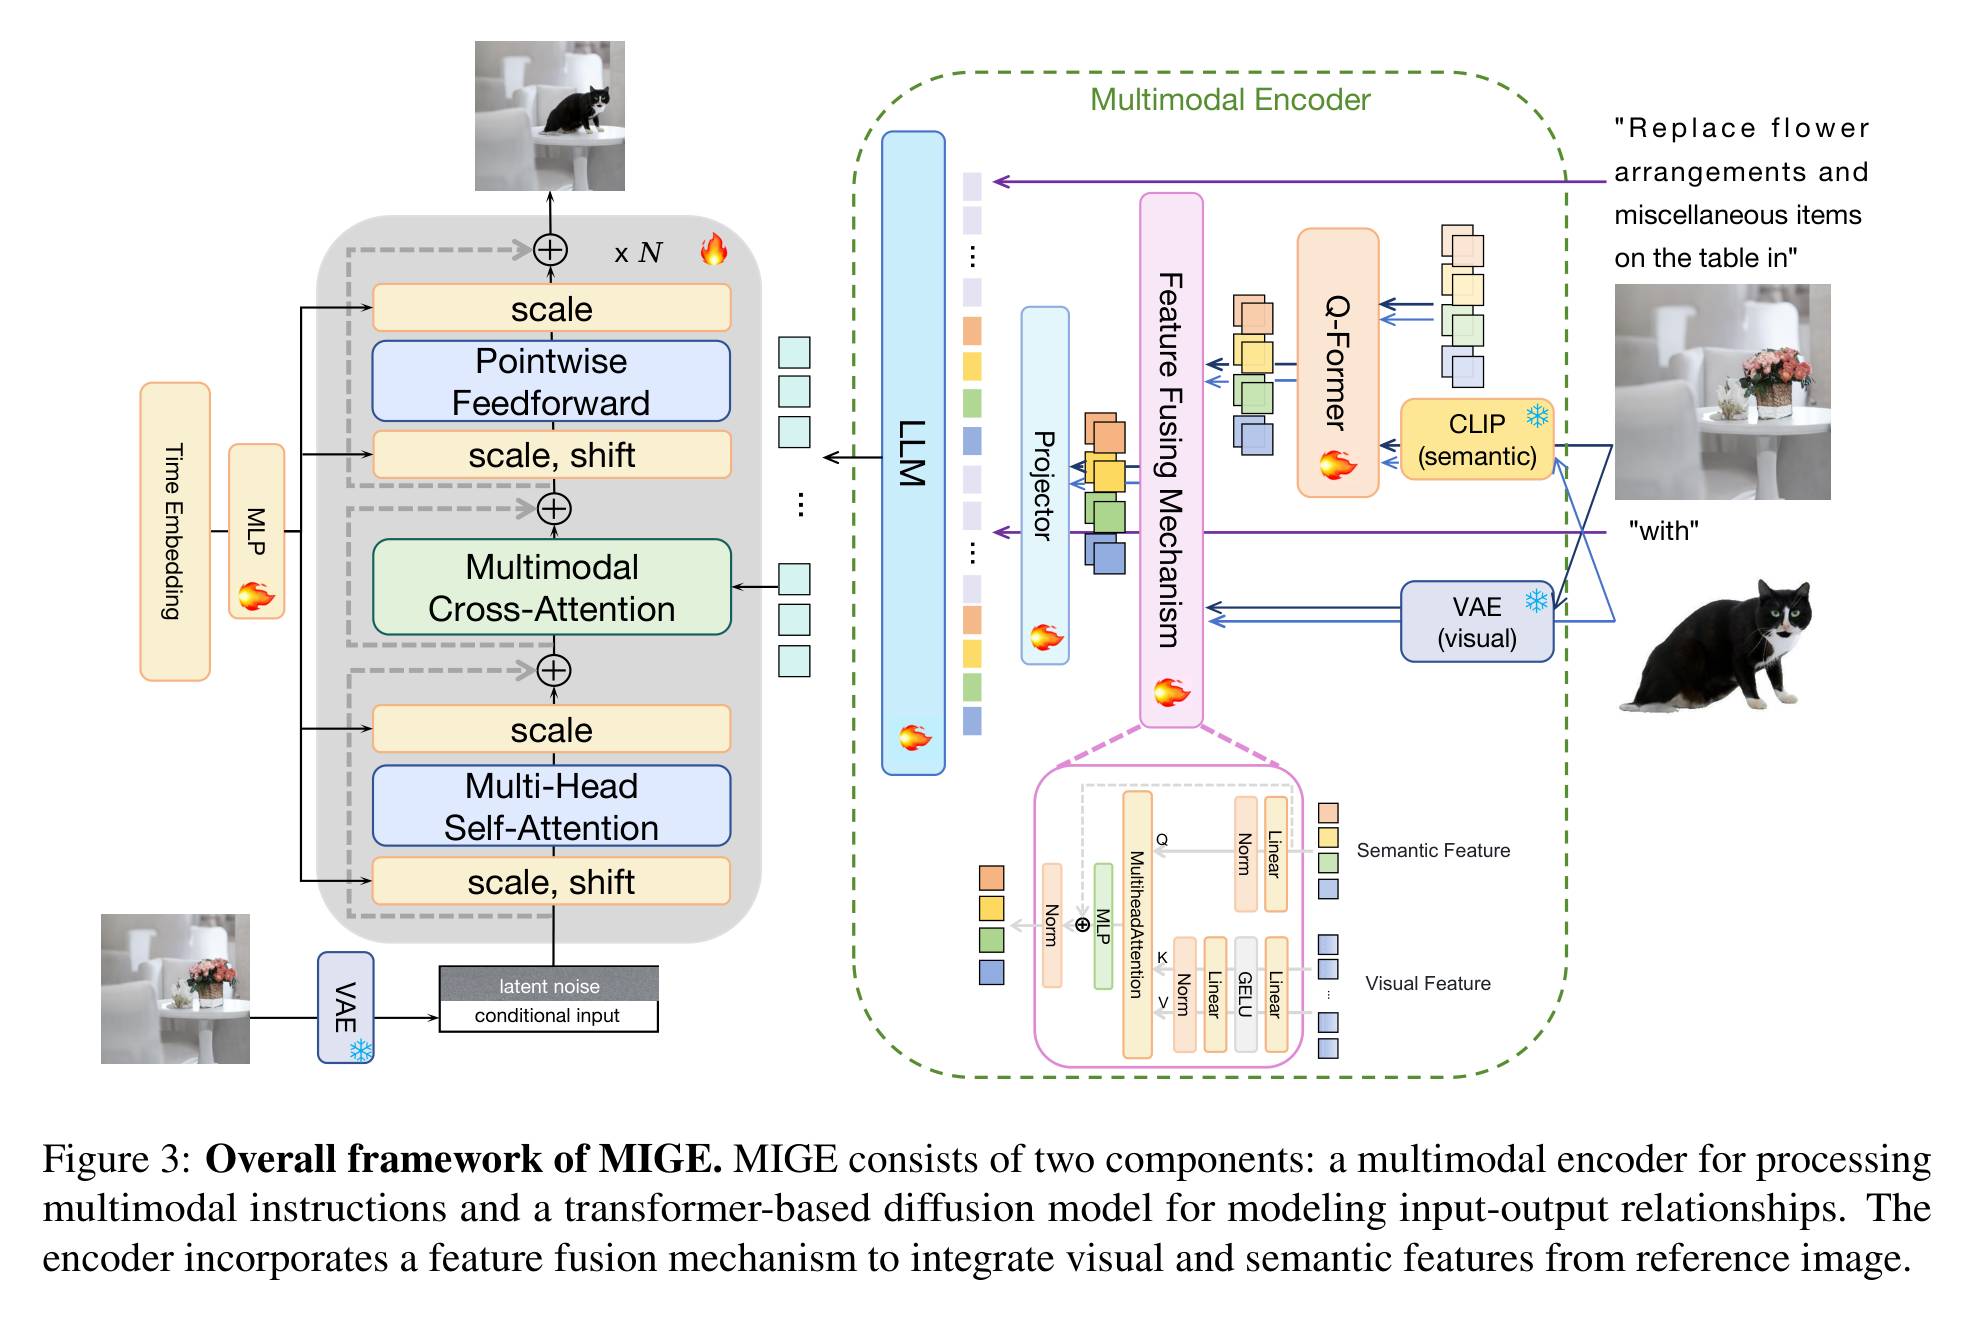 Multimodal Encoder
"Replace flower
arrangements and
miscellaneous items
on the table in"
"with"
x N
scale
Pointwise
Feedforward
scale, shift
Multimodal
Cross-Attention
scale
Multi-Head
Self-Attention
scale, shift
Time Embedding
MLP
VAE
latent noise
conditional input
...
LLM
...
...
Projector
Feature Fusing Mechanism
Q-Former
CLIP
(semantic)
VAE
(visual)
Norm
MLP
MultiheadAttention
Q
K
V
Norm
Linear
Norm
Linear
GELU
Linear
Semantic Feature
Visual Feature
...
Figure 3: Overall framework of MIGE. MIGE consists of two components: a multimodal encoder for processing
multimodal instructions and a transformer-based diffusion model for modeling input-output relationships. The
encoder incorporates a feature fusion mechanism to integrate visual and semantic features from reference image.